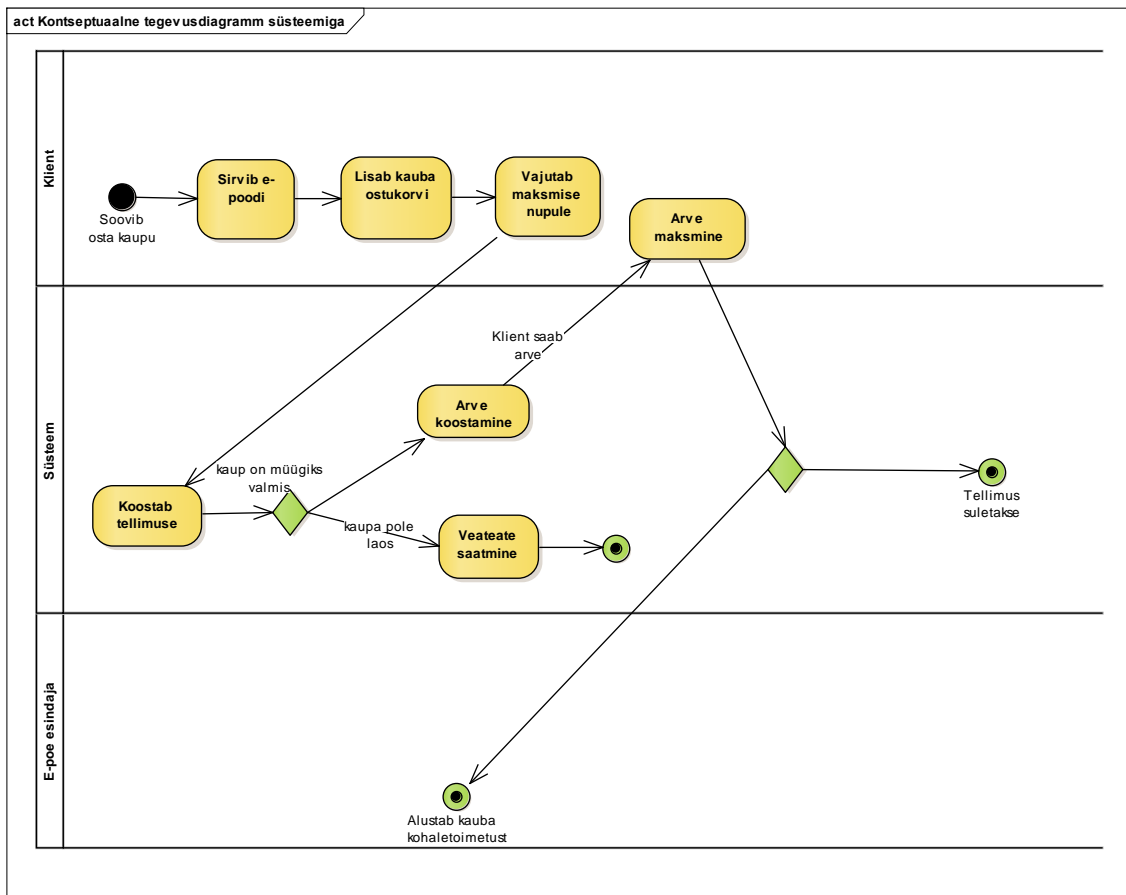 act Kontseptuaalne tegevusdiagramm süsteemiga
Klient
Soovib
osta kaupu
Sirvib e-
poodi
Lisab kauba
ostukorvi
Vajutab
maksmise
nupule
Arve
maksmine
Süsteem
Klient saab
arve
Arve
koostamine
kaup on müügiks
valmis
Koostab
tellimuse
kaupa pole
laos
Veateate
saatmine
Tellimus
suletakse
E-poe esindaja
Alustab kauba
kohaletoimetust